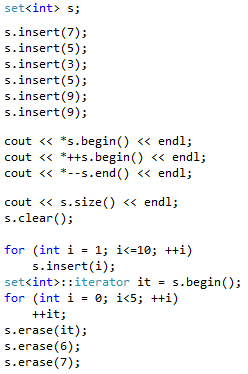 set<int> s;
s.insert(7);
s.insert(5);
s.insert(3);
s.insert(5);
s.insert(9);
s.insert(9);
cout << *s.begin() << endl;
cout << *++s.begin() << endl;
cout << *--s.end() << endl;
cout << s.size() << endl;
s.clear();
for (int i = 1; i<=10; ++i)
    s.insert(i);
set<int>::iterator it = s.begin();
for (int i = 0; i<5; ++i)
    ++it;
s.erase(it);
s.erase(6);
s.erase(7);